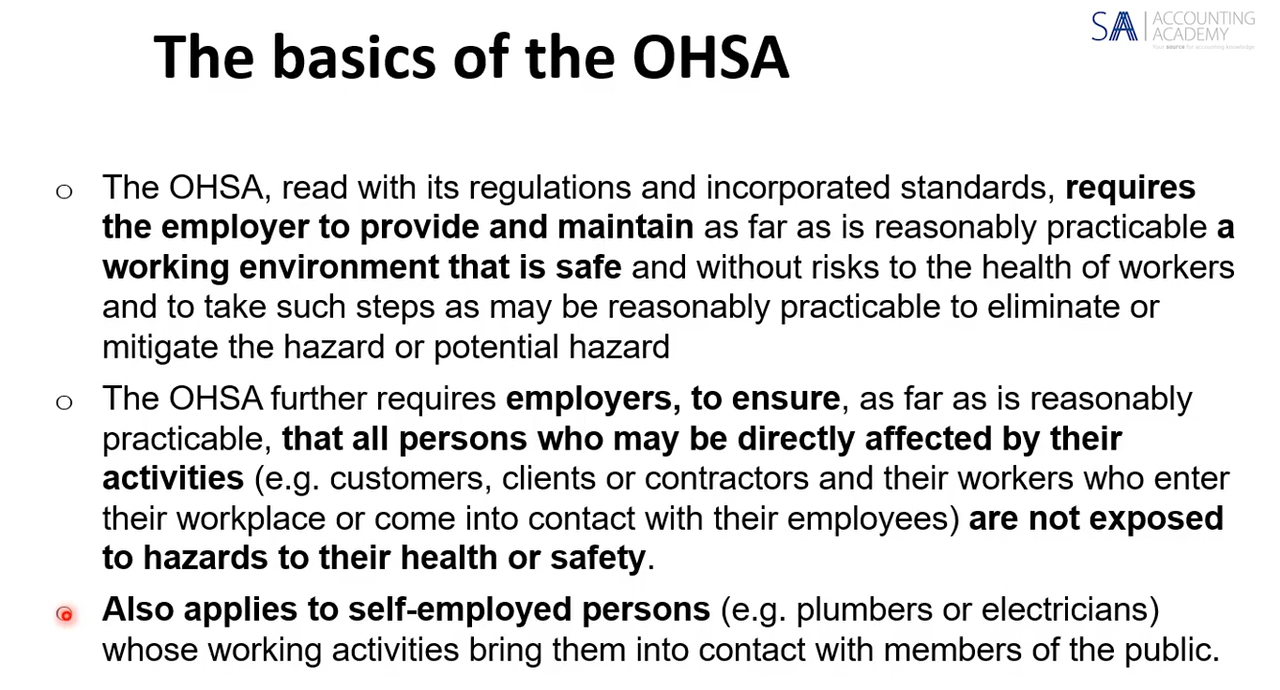 The basics of the OHSA
SAA ACCOUNTING
ACADEMY
Your source for accounting knowledge
o The OHSA, read with its regulations and incorporated standards, requires
the employer to provide and maintain as far as is reasonably practicable a
working environment that is safe and without risks to the health of workers
and to take such steps as may be reasonably practicable to eliminate or
mitigate the hazard or potential hazard
o The OHSA further requires employers, to ensure, as far as is reasonably
practicable, that all persons who may be directly affected by their
activities (e.g. customers, clients or contractors and their workers who enter
their workplace or come into contact with their employees) are not exposed
to hazards to their health or safety.
o Also applies to self-employed persons (e.g. plumbers or electricians)
whose working activities bring them into contact with members of the public.